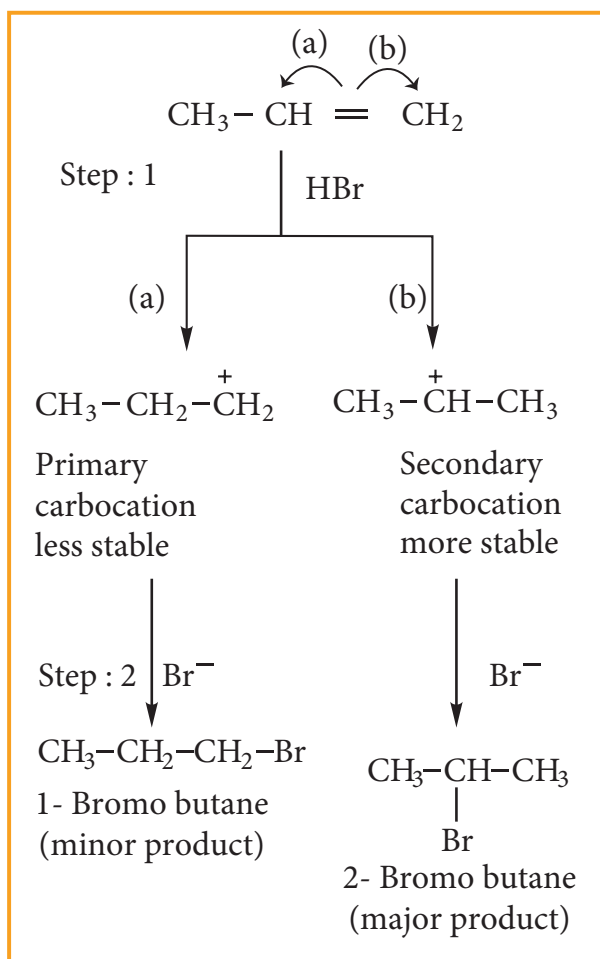 (a) (b)
CH₃–CH=CH₂
Step : 1
HBr
(a) (b)
CH₃–CH₂–C⁺H₂ CH₃–C⁺H–CH₃
Primary
carbocation
less stable
Secondary
carbocation
more stable
Step : 2 Br⁻ Br⁻
CH₃–CH₂–CH₂–Br
1- Bromo butane
(minor product)
CH₃–CH–CH₃
Br
2- Bromo butane
(major product)